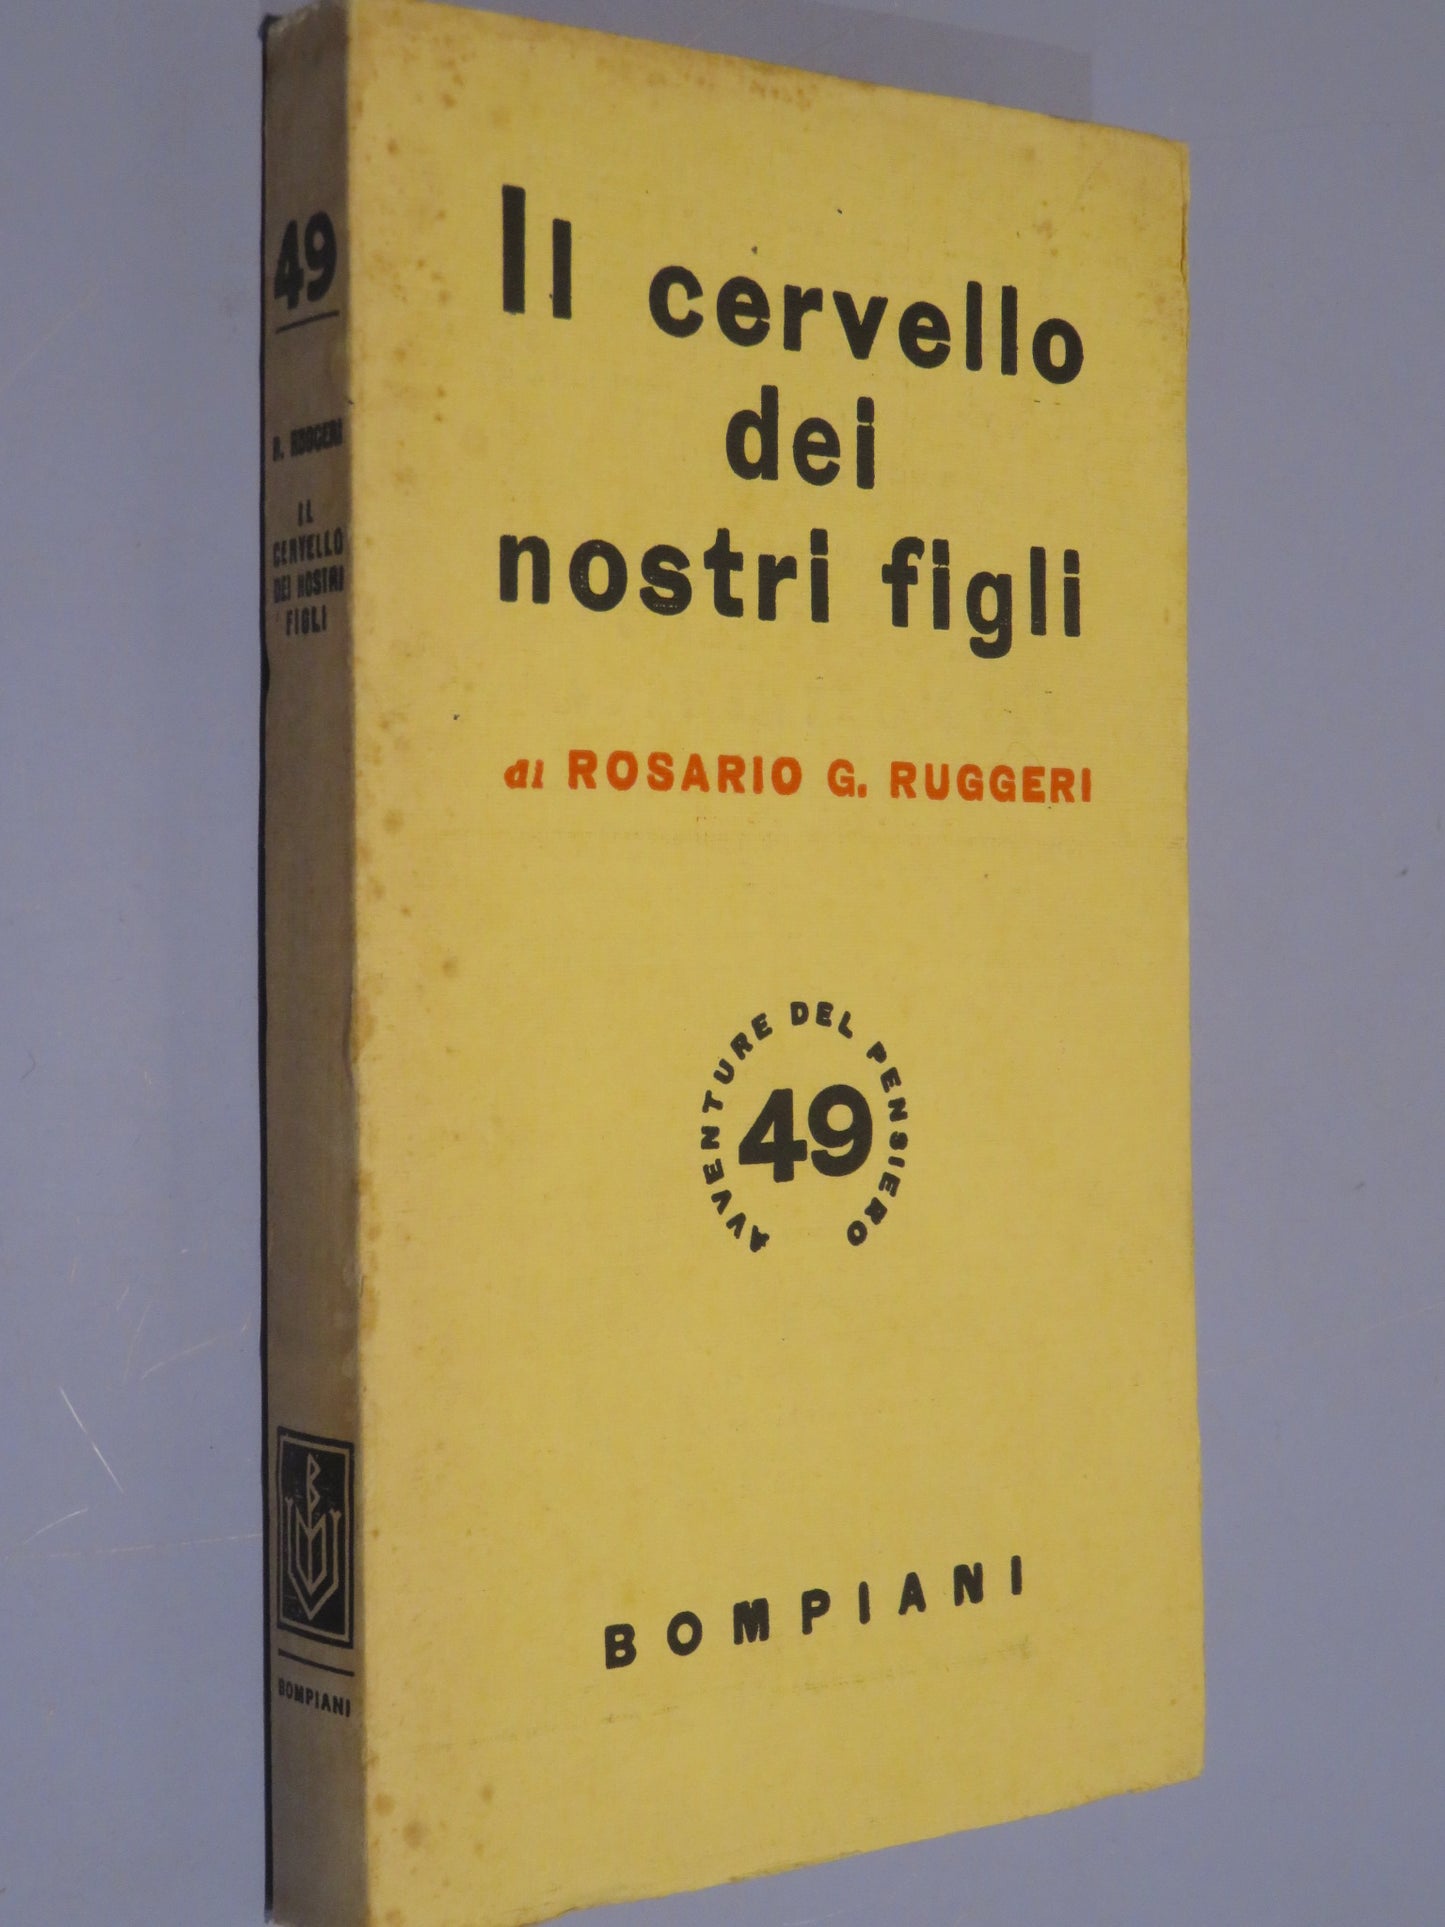 49
R. RUGGERI
IL
CERVELLO
DEI NOSTRI
FIGLI
BOMPIANI
Il cervello
dei
nostri figli
di ROSARIO G. RUGGERI
AVVENTURE DEL PENSIERO
49
BOMPIANI